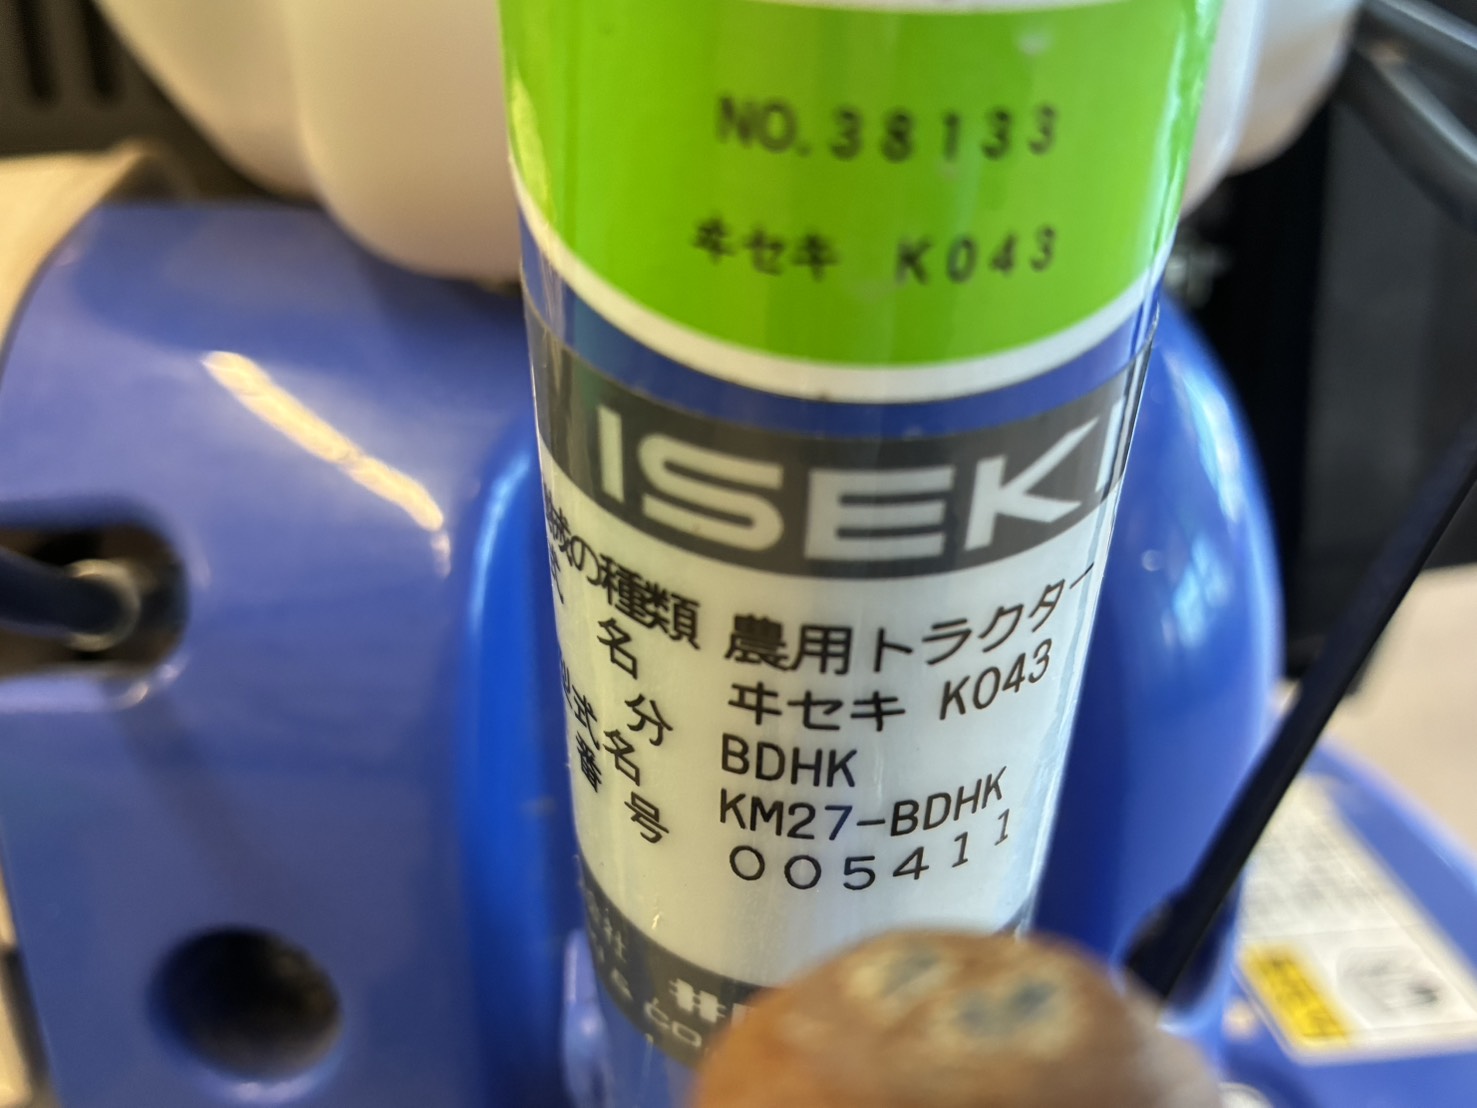 NO.38133
ヰセキ K043
ISEKI
機械の種類 農用トラクター
名 ヰセキ K043
分 BDHK
型式名 KM27-BDHK
番号 005411